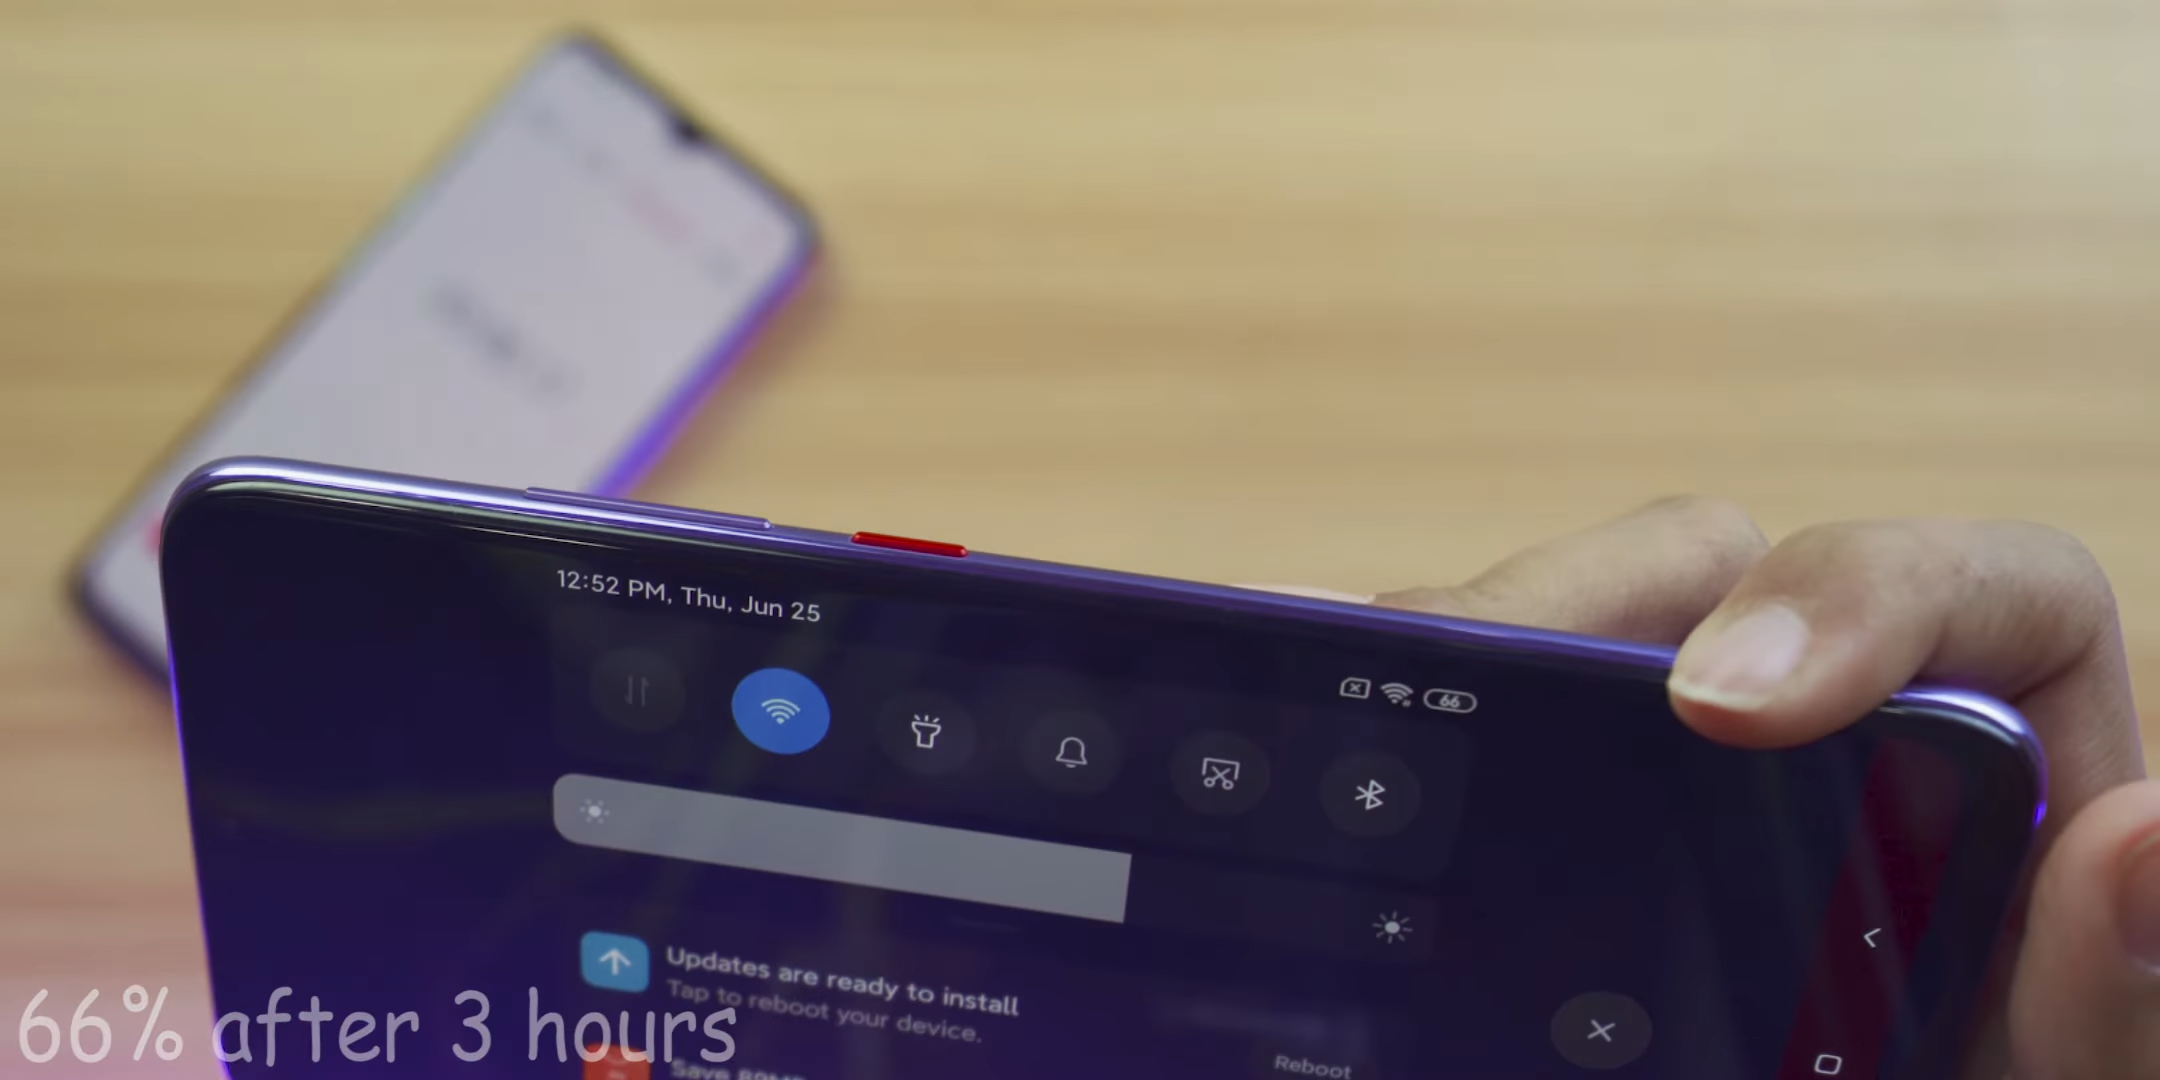 12:52 PM, Thu, Jun 25
66
Updates are ready to install
Tap to reboot your device.
Reboot
Save
66% after 3 hours